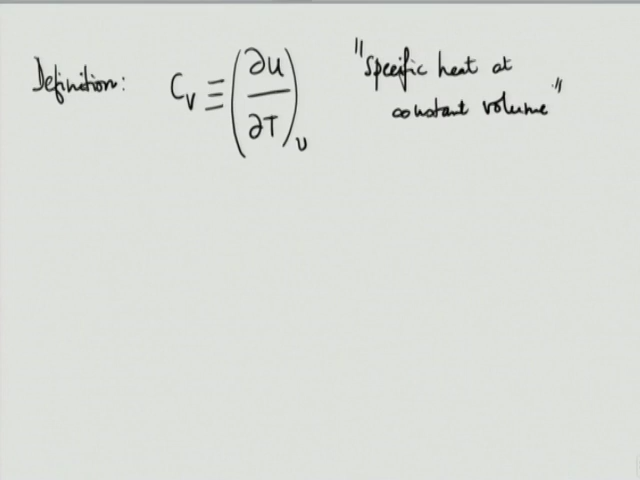 Definition: C_v ≡ (∂u/∂T)_v "Specific heat at
constant volume"